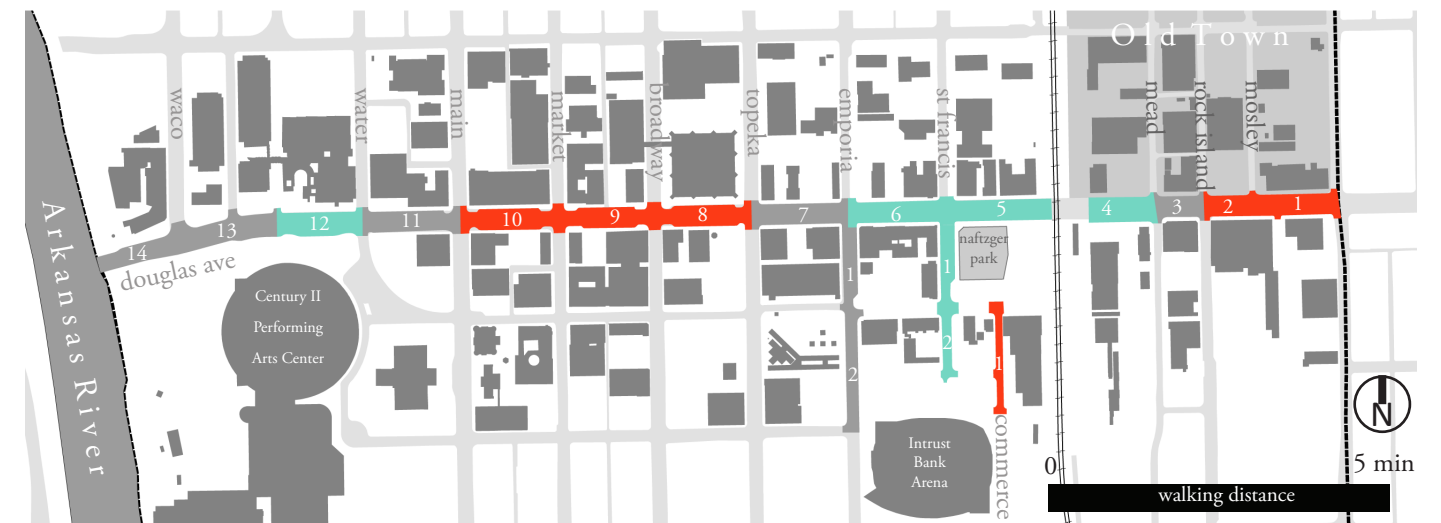 Old Town
waco
water
main
market
broadway
topeka
emporia
st francis
mead
rock island
mosley
14
13
12
11
10
9
8
7
6
5
4
3
2
1
douglas ave
Arkansas River
Century II
Performing
Arts Center
naftzger
park
1
2
1
2
1
commerce
Intrust
Bank
Arena
N
0
5 min
walking distance